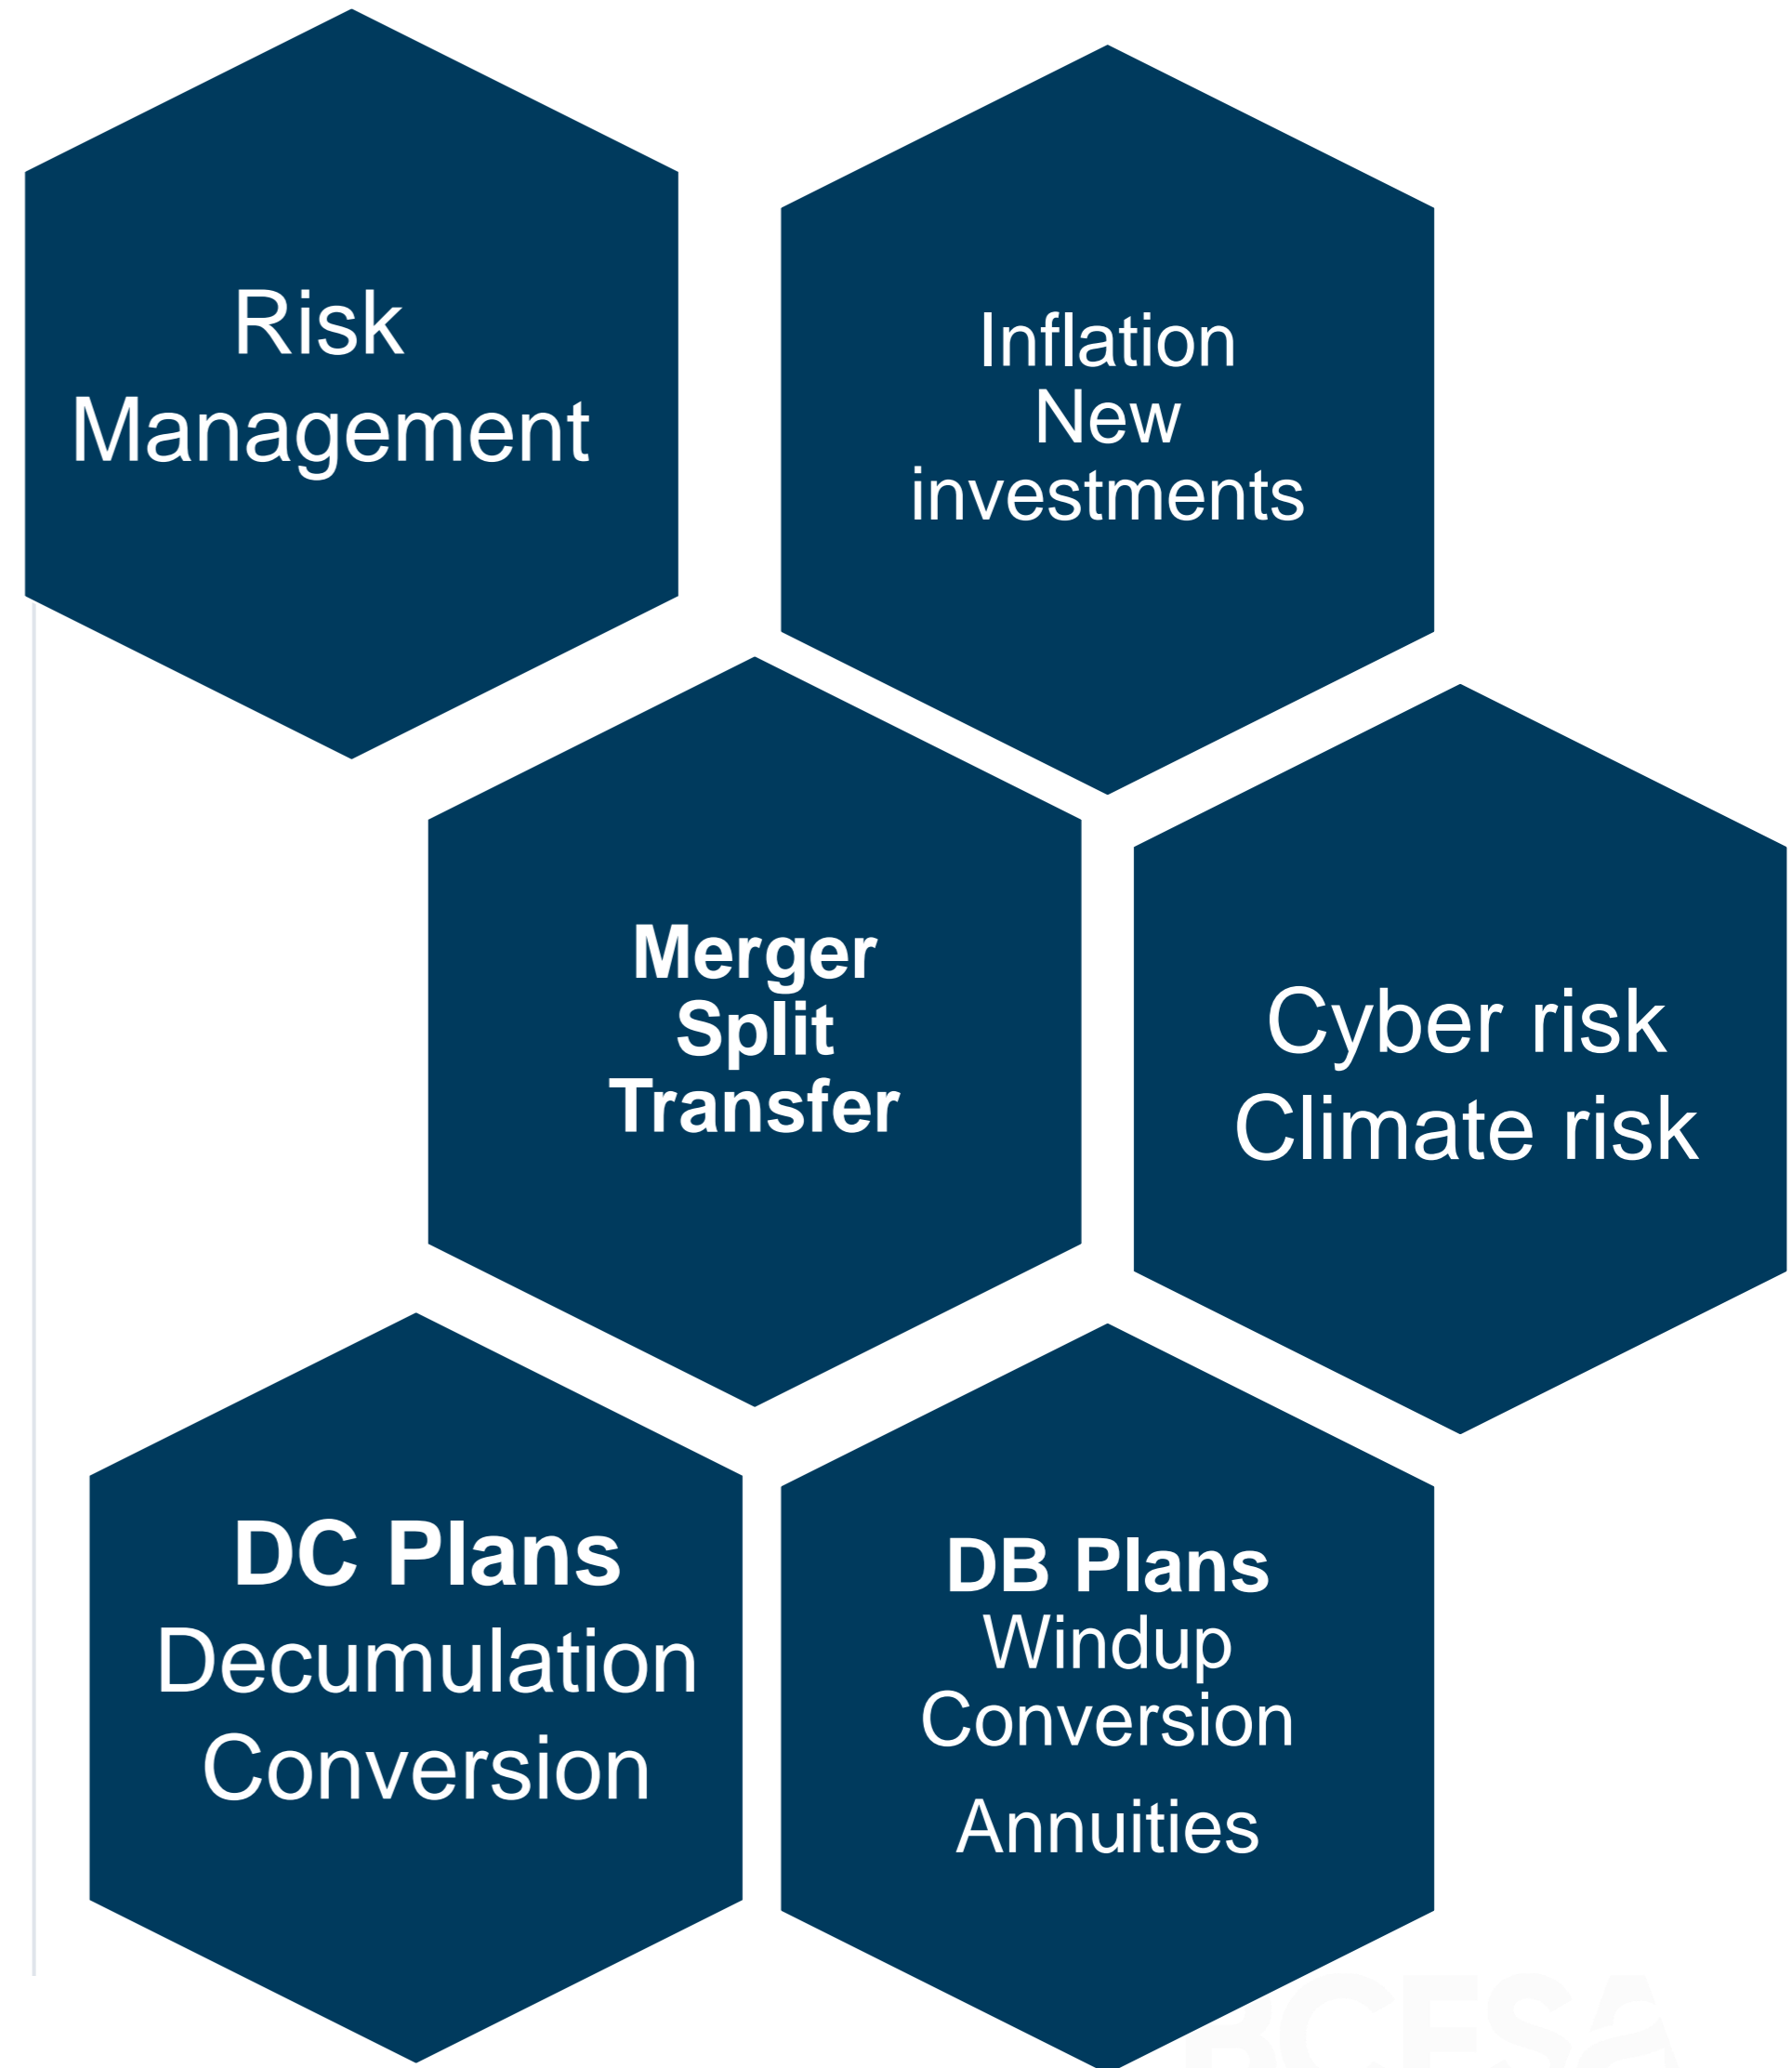 Risk
Management
Inflation
New
investments
Merger
Split
Transfer
Cyber risk
Climate risk
DC Plans
Decumulation
Conversion
DB Plans
Windup
Conversion
Annuities
BCFSA